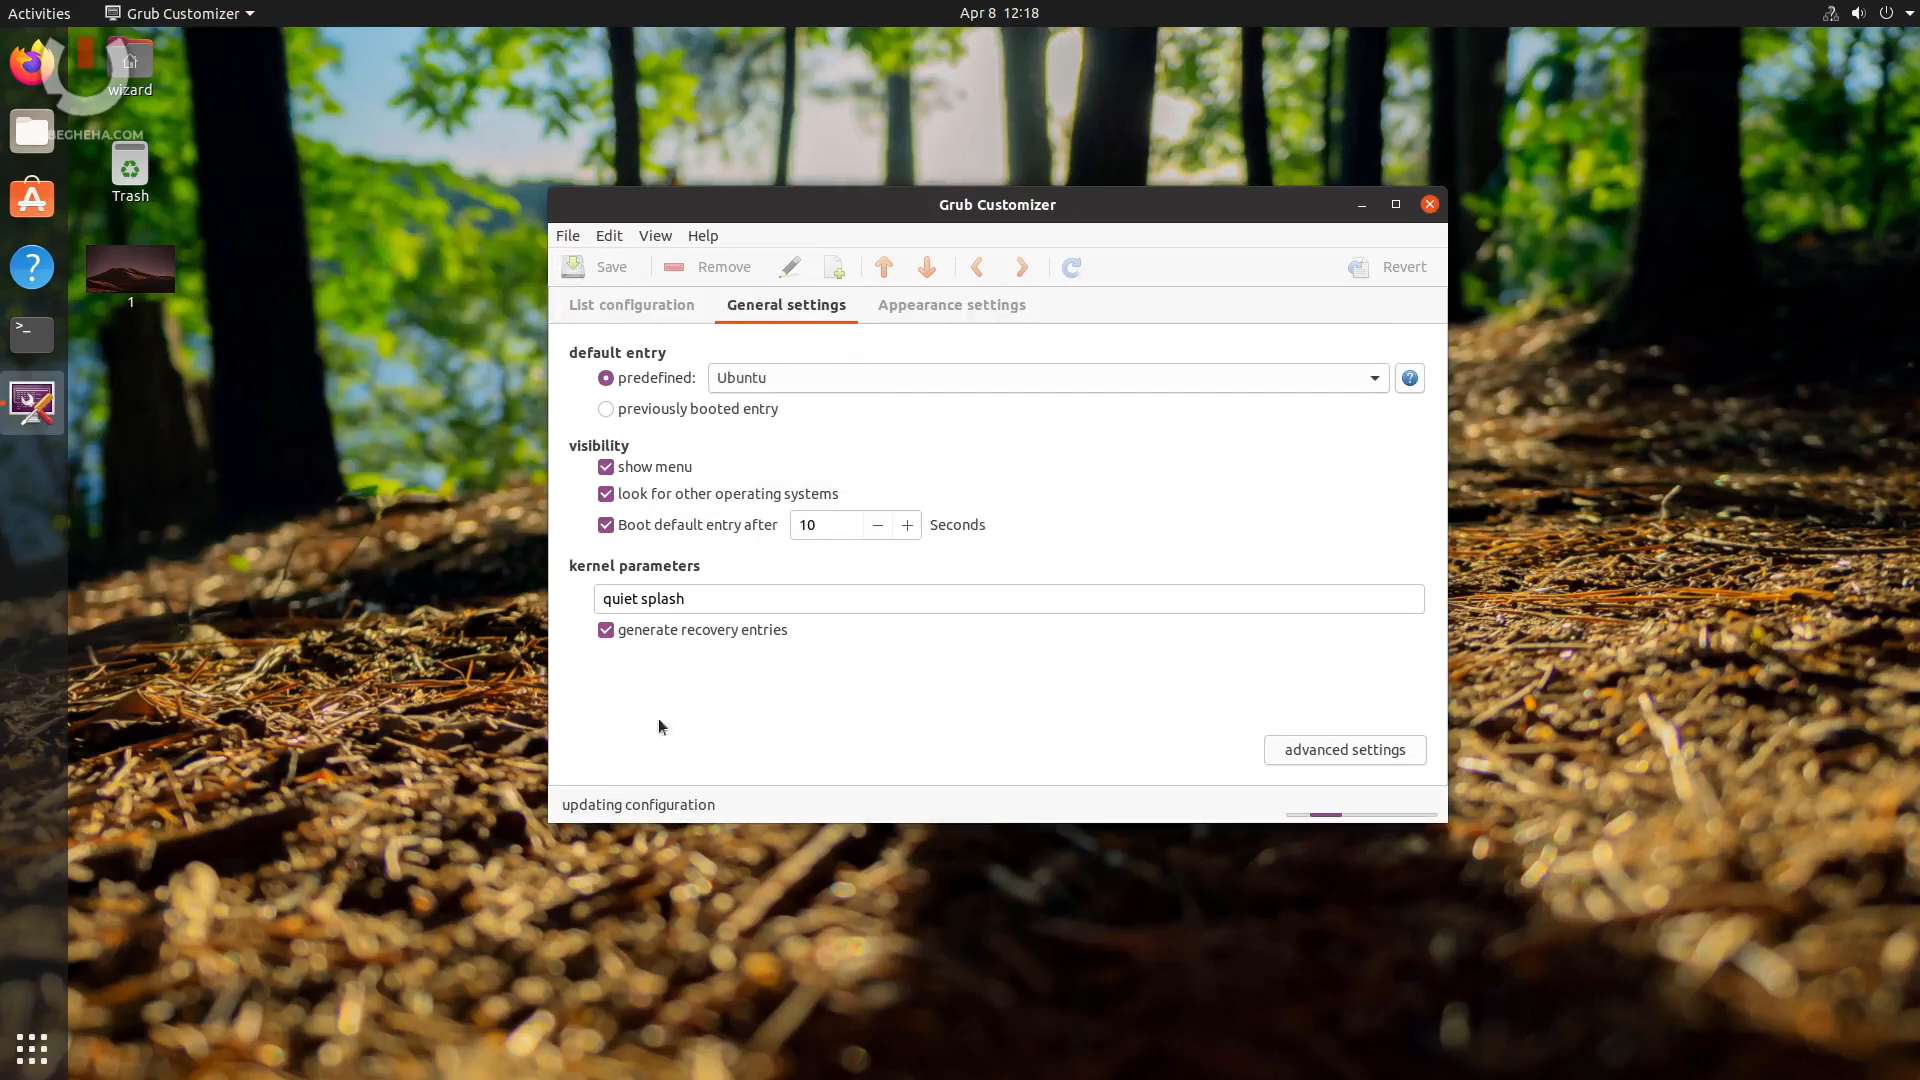 Activities
Grub Customizer
Apr 8 12:18
wizard
BEGHEHA.COM
Trash
1
>_
Grub Customizer
File Edit View Help
Save Remove Revert
List configuration General settings Appearance settings
default entry
predefined: Ubuntu
previously booted entry
visibility
show menu
look for other operating systems
Boot default entry after 10 Seconds
kernel parameters
quiet splash
generate recovery entries
advanced settings
updating configuration